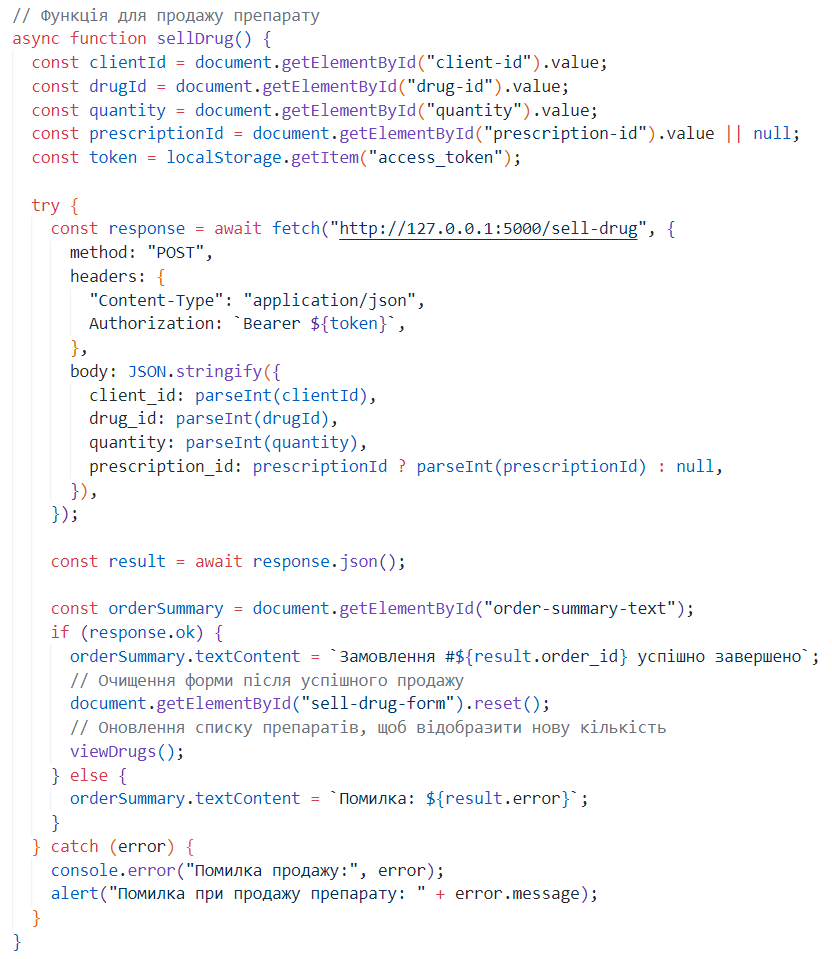 // Функція для продажу препарату
async function sellDrug() {
  const clientId = document.getElementById("client-id").value;
  const drugId = document.getElementById("drug-id").value;
  const quantity = document.getElementById("quantity").value;
  const prescriptionId = document.getElementById("prescription-id").value || null;
  const token = localStorage.getItem("access_token");

  try {
    const response = await fetch("http://127.0.0.1:5000/sell-drug", {
      method: "POST",
      headers: {
        "Content-Type": "application/json",
        Authorization: `Bearer ${token}`,
      },
      body: JSON.stringify({
        client_id: parseInt(clientId),
        drug_id: parseInt(drugId),
        quantity: parseInt(quantity),
        prescription_id: prescriptionId ? parseInt(prescriptionId) : null,
      }),
    });

    const result = await response.json();

    const orderSummary = document.getElementById("order-summary-text");
    if (response.ok) {
      orderSummary.textContent = `Замовлення #${result.order_id} успішно завершено`;
      // Очищення форми після успішного продажу
      document.getElementById("sell-drug-form").reset();
      // Оновлення списку препаратів, щоб відобразити нову кількість
      viewDrugs();
    } else {
      orderSummary.textContent = `Помилка: ${result.error}`;
    }
  } catch (error) {
    console.error("Помилка продажу:", error);
    alert("Помилка при продажу препарату: " + error.message);
  }
}